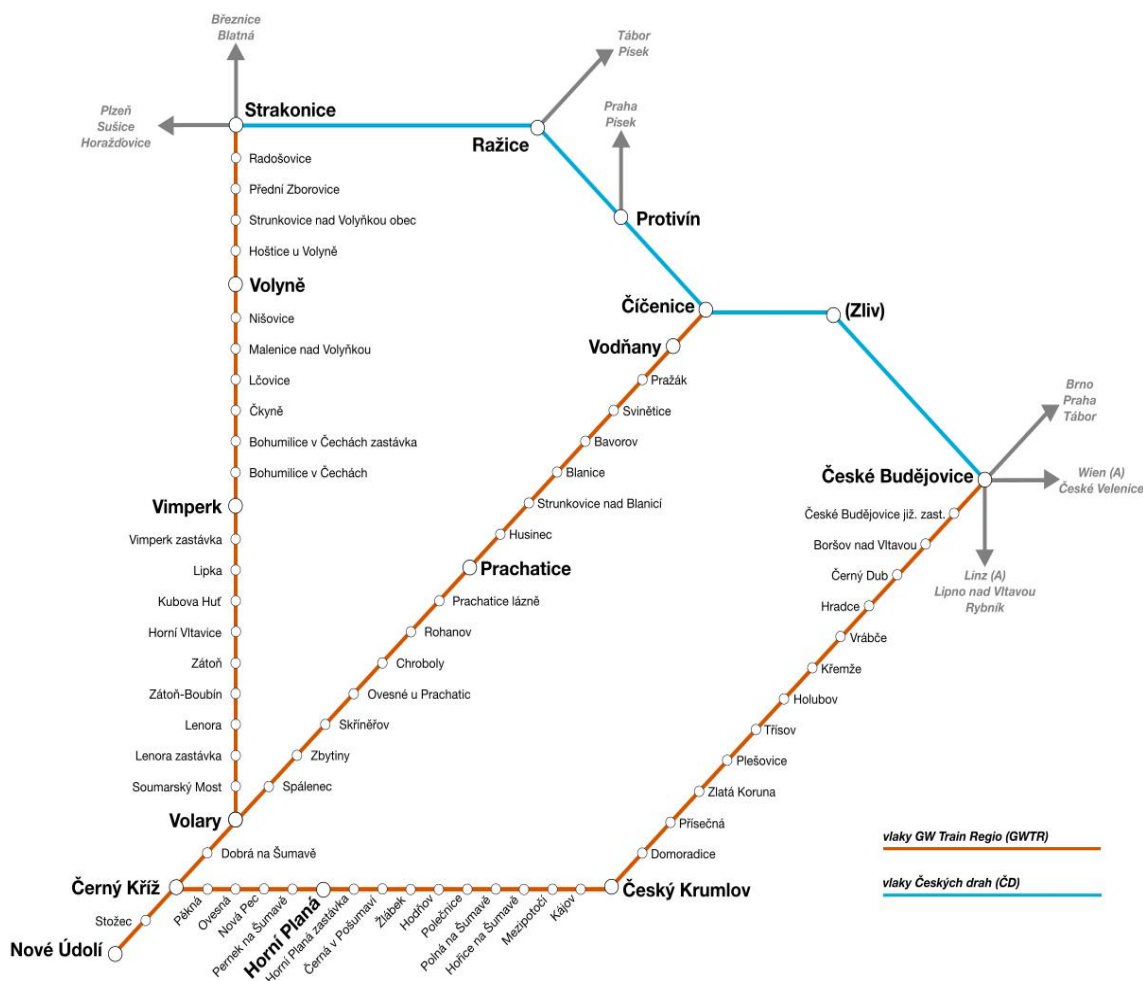 Březnice
Blatná
Tábor
Písek
Plzeň
Sušice
Horažďovice
Strakonice
Praha
Písek
Ražice
Radošovice
Přední Zborovice
Strunkovice nad Volyňkou obec
Protivín
Hoštice u Volyně
Volyně
Číčenice
(Zliv)
Nišovice
Vodňany
Malenice nad Volyňkou
Lčovice
Pražák
Čkyně
Svinětice
Brno
Praha
Tábor
Bohumilice v Čechách zastávka
Bavorov
Bohumilice v Čechách
Blanice
České Budějovice
Wien (A)
České Velenice
Vimperk
Strunkovice nad Blanicí
České Budějovice již. zast.
Vimperk zastávka
Husinec
Boršov nad Vltavou
Lipka
Prachatice
Černý Dub
Linz (A)
Lipno nad Vltavou
Rybník
Kubova Huť
Prachatice lázně
Hradce
Horní Vltavice
Rohanov
Vrábče
Zátoň
Chroboly
Křemže
Zátoň-Boubín
Ovesné u Prachatic
Holubov
Lenora
Skříněřov
Třísov
Lenora zastávka
Zbytiny
Plešovice
Soumarský Most
Spálenec
Zlatá Koruna
Volary
Příseč​ná
vlaky GW Train Regio (GWTR)
Dobrá na Šumavě
Domoradice
Černý Kříž
Český Krumlov
vlaky Českých drah (ČD)
Stožec
Nové Údolí
Pěkná
Ovesná
Nová Pec
Pernek na Šumavě
Horní Planá
Horní Planá zastávka
Černá v Pošumaví
Žlábek
Hodňov
Polečnice
Polná na Šumavě
Hořice na Šumavě
Mezipotočí
Kájov